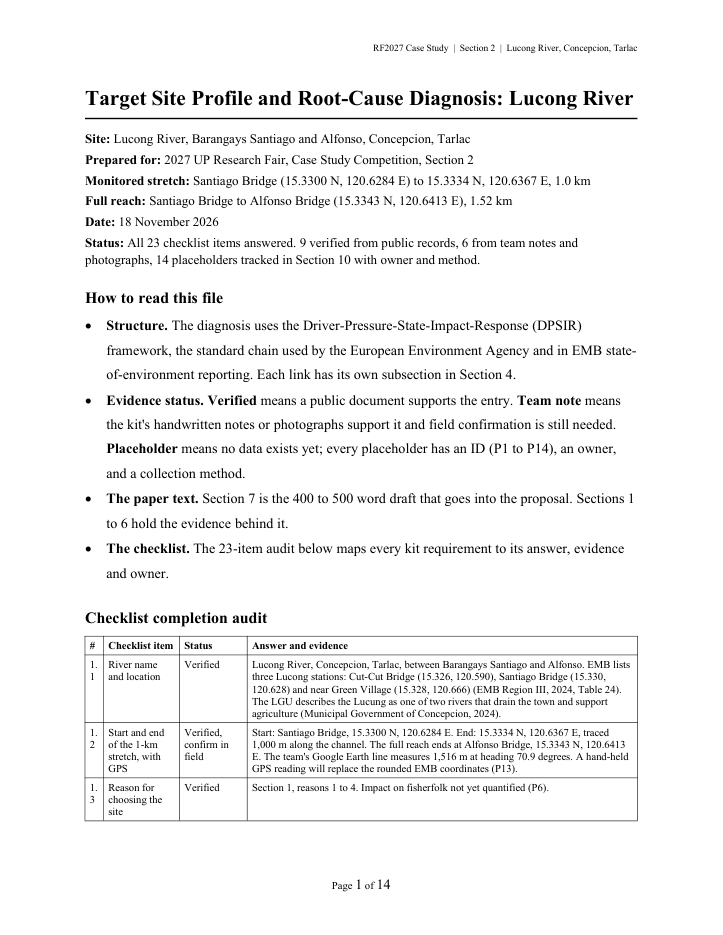 RF2027 Case Study | Section 2 | Lucong River, Concepcion, Tarlac
Target Site Profile and Root-Cause Diagnosis: Lucong River
Site: Lucong River, Barangays Santiago and Alfonso, Concepcion, Tarlac
Prepared for: 2027 UP Research Fair, Case Study Competition, Section 2
Monitored stretch: Santiago Bridge (15.3300 N, 120.6284 E) to 15.3334 N, 120.6367 E, 1.0 km
Full reach: Santiago Bridge to Alfonso Bridge (15.3343 N, 120.6413 E), 1.52 km
Date: 18 November 2026
Status: All 23 checklist items answered. 9 verified from public records, 6 from team notes and
photographs, 14 placeholders tracked in Section 10 with owner and method.
How to read this file
• Structure. The diagnosis uses the Driver-Pressure-State-Impact-Response (DPSIR)
framework, the standard chain used by the European Environment Agency and in EMB state-
of-environment reporting. Each link has its own subsection in Section 4.
• Evidence status. Verified means a public document supports the entry. Team note means
the kit's handwritten notes or photographs support it and field confirmation is still needed.
Placeholder means no data exists yet; every placeholder has an ID (P1 to P14), an owner,
and a collection method.
• The paper text. Section 7 is the 400 to 500 word draft that goes into the proposal. Sections 1
to 6 hold the evidence behind it.
• The checklist. The 23-item audit below maps every kit requirement to its answer, evidence
and owner.
Checklist completion audit
# Checklist item Status Answer and evidence
1.
1
River name
and location
Verified
Lucong River, Concepcion, Tarlac, between Barangays Santiago and Alfonso. EMB lists
three Lucong stations: Cut-Cut Bridge (15.326, 120.590), Santiago Bridge (15.330,
120.628) and near Green Village (15.328, 120.666) (EMB Region III, 2024, Table 24).
The LGU describes the Lucung as one of two rivers that drain the town and support
agriculture (Municipal Government of Concepcion, 2024).
1.
2
Start and end
of the 1-km
stretch, with
GPS
Verified,
confirm in
field
Start: Santiago Bridge, 15.3300 N, 120.6284 E. End: 15.3334 N, 120.6367 E, traced
1,000 m along the channel. The full reach ends at Alfonso Bridge, 15.3343 N, 120.6413
E. The team's Google Earth line measures 1,516 m at heading 70.9 degrees. A hand-held
GPS reading will replace the rounded EMB coordinates (P13).
1.
3
Reason for
choosing the
site
Verified
Section 1, reasons 1 to 4. Impact on fisherfolk not yet quantified (P6).
Page 1 of 14